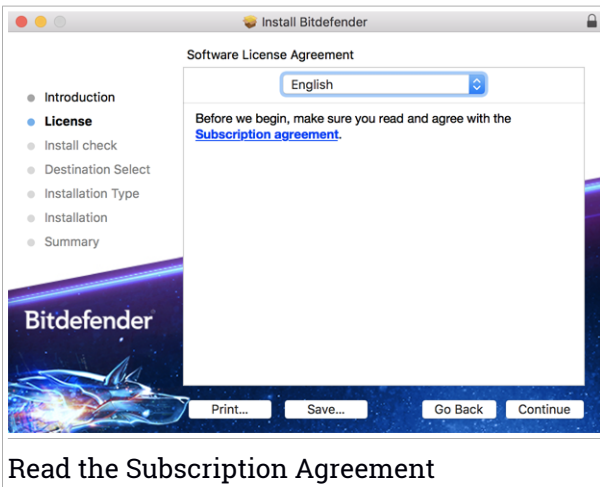 Install Bitdefender
Software License Agreement
English
Introduction
License
Install check
Destination Select
Installation Type
Installation
Summary
Before we begin, make sure you read and agree with the
Subscription agreement.
Bitdefender
Print...
Save...
Go Back
Continue
Read the Subscription Agreement